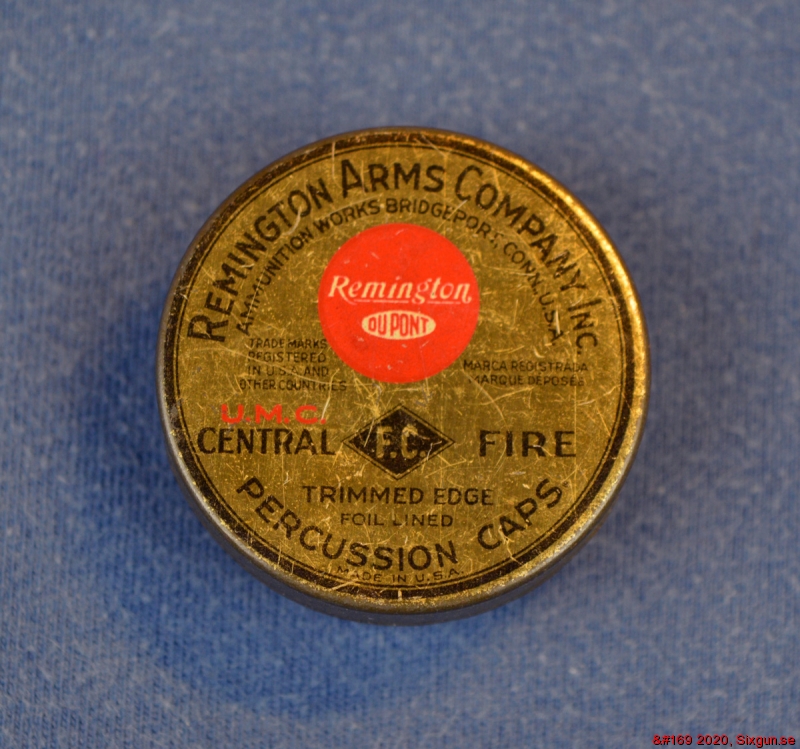 REMINGTON ARMS COMPANY, INC.
AMMUNITION WORKS BRIDGEPORT, CONN. U.S.A.
Remington
DU PONT
TRADE MARKS
REGISTERED
IN U.S.A. AND
OTHER COUNTRIES
MARCA REGISTRADA
MARQUE DEPOSÉE
U.M.C.
CENTRAL F.C. FIRE
TRIMMED EDGE
FOIL LINED
PERCUSSION CAPS
MADE IN U.S.A.
&#169 2020, Sixgun.se